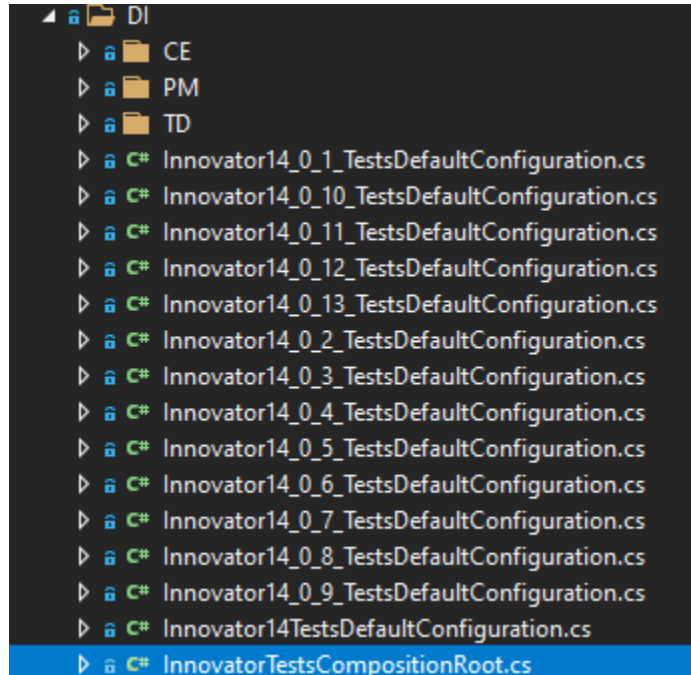 DI
CE
PM
TD
C# Innovator14_0_1_TestsDefaultConfiguration.cs
C# Innovator14_0_10_TestsDefaultConfiguration.cs
C# Innovator14_0_11_TestsDefaultConfiguration.cs
C# Innovator14_0_12_TestsDefaultConfiguration.cs
C# Innovator14_0_13_TestsDefaultConfiguration.cs
C# Innovator14_0_2_TestsDefaultConfiguration.cs
C# Innovator14_0_3_TestsDefaultConfiguration.cs
C# Innovator14_0_4_TestsDefaultConfiguration.cs
C# Innovator14_0_5_TestsDefaultConfiguration.cs
C# Innovator14_0_6_TestsDefaultConfiguration.cs
C# Innovator14_0_7_TestsDefaultConfiguration.cs
C# Innovator14_0_8_TestsDefaultConfiguration.cs
C# Innovator14_0_9_TestsDefaultConfiguration.cs
C# Innovator14TestsDefaultConfiguration.cs
C# InnovatorTestsCompositionRoot.cs